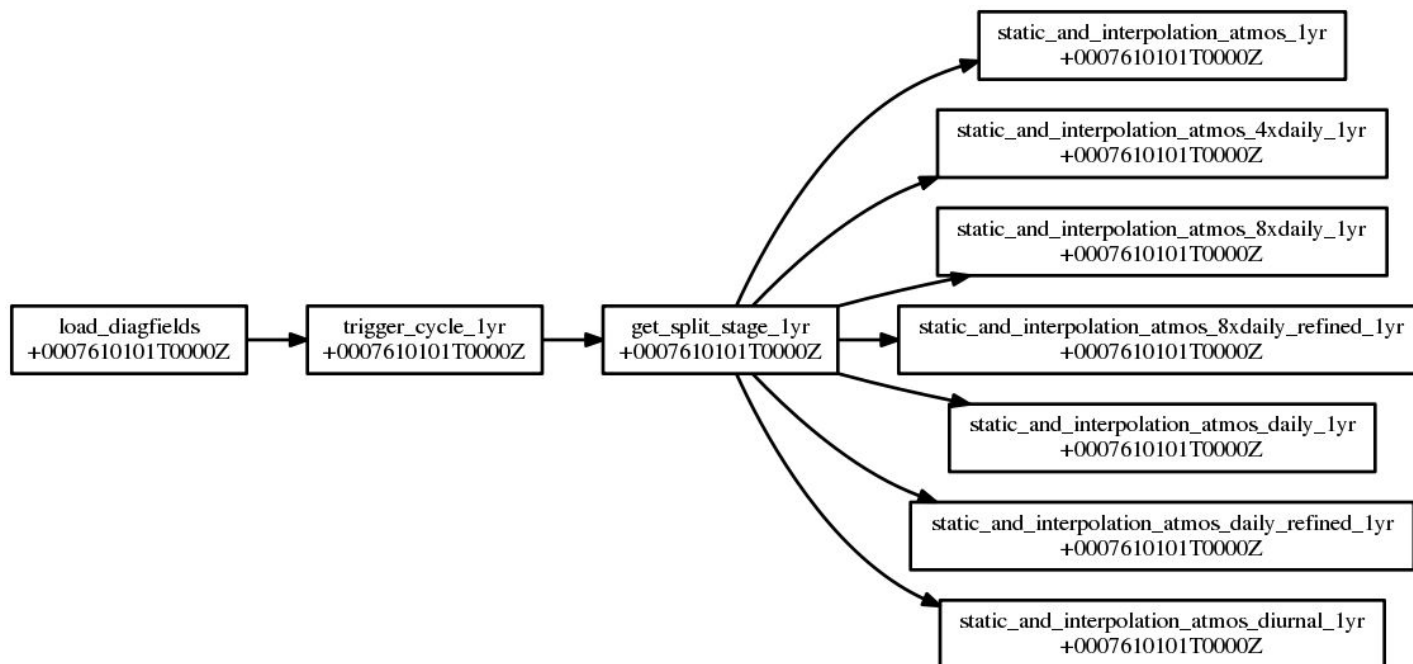 static_and_interpolation_atmos_1yr
+0007610101T0000Z
static_and_interpolation_atmos_4xdaily_1yr
+0007610101T0000Z
static_and_interpolation_atmos_8xdaily_1yr
+0007610101T0000Z
load_diagfields
+0007610101T0000Z
trigger_cycle_1yr
+0007610101T0000Z
get_split_stage_1yr
+0007610101T0000Z
static_and_interpolation_atmos_8xdaily_refined_1yr
+0007610101T0000Z
static_and_interpolation_atmos_daily_1yr
+0007610101T0000Z
static_and_interpolation_atmos_daily_refined_1yr
+0007610101T0000Z
static_and_interpolation_atmos_diurnal_1yr
+0007610101T0000Z